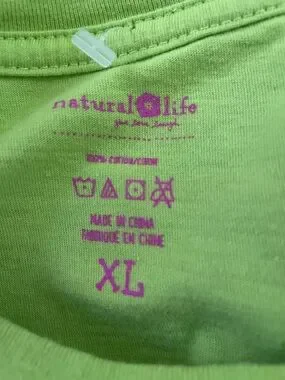 natural life
100% COTTON/COTON
MADE IN CHINA
FABRIQUÉ EN CHINE
XL